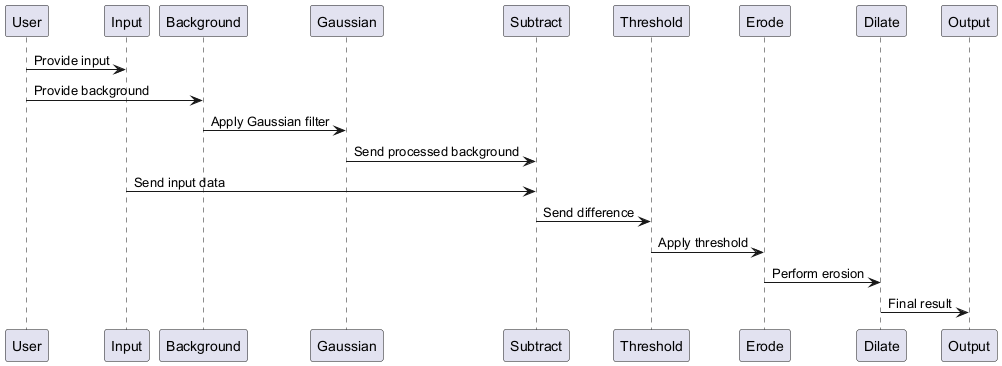 User Input Background Gaussian Subtract Threshold Erode Dilate Output
Provide input
Provide background
Apply Gaussian filter
Send processed background
Send input data
Send difference
Apply threshold
Perform erosion
Final result
User Input Background Gaussian Subtract Threshold Erode Dilate Output